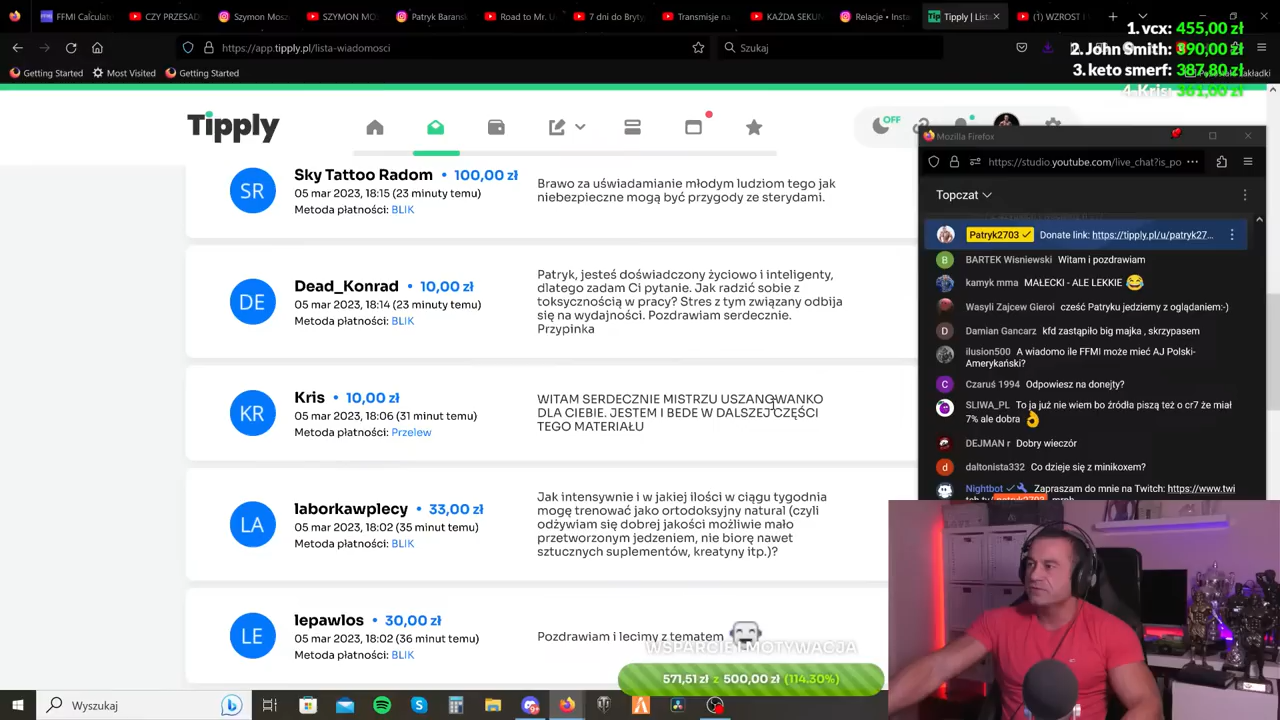 FFMI Calculat
CZY PRZESAD
Szymon Mosz
SZYMON MO
Patryk Barańsk
Road to Mr. U
7 dni do Bryty
Transmisje na
KAŻDA SEKUN
Relacje • Insta
Tipply | Lista
(1) WZROST I
https://app.tipply.pl/lista-wiadomosci
Szukaj
Getting Started
Most Visited
Getting Started
1. vcx: 455,00 zł
2. John Smith: 390,00 zł
3. keto smerf: 387,80 zł
4. Kris: 381,00 zł
Tipply
OFF
Sky Tattoo Radom • 100,00 zł
05 mar 2023, 18:15 (23 minuty temu)
Metoda płatności: BLIK
Brawo za uświadamianie młodym ludziom tego jak
niebezpieczne mogą być przygody ze sterydami.
Dead_Konrad • 10,00 zł
05 mar 2023, 18:14 (23 minuty temu)
Metoda płatności: BLIK
Patryk, jesteś doświadczony życiowo i inteligenty,
dlatego zadam Ci pytanie. Jak radzić sobie z
toksycznością w pracy? Stres z tym związany odbija
się na wydajności. Pozdrawiam serdecznie.
Przypinka
Kris • 10,00 zł
05 mar 2023, 18:06 (31 minut temu)
Metoda płatności: Przelew
WITAM SERDECZNIE MISTRZU USZANOWANKO
DLA CIEBIE. JESTEM I BEDE W DALSZEJ CZĘŚCI
TEGO MATERIAŁU
laborkawplecy • 33,00 zł
05 mar 2023, 18:02 (35 minut temu)
Metoda płatności: BLIK
Jak intensywnie i w jakiej ilości w ciągu tygodnia
mogę trenować jako ortodoksyjny natural (czyli
odżywiam się dobrej jakości możliwie mało
przetworzonym jedzeniem, nie biorę nawet
sztucznych suplementów, kreatyny itp.)?
lepawlos • 30,00 zł
05 mar 2023, 18:02 (36 minut temu)
Metoda płatności: BLIK
Pozdrawiam i lecimy z tematem
WSPARCIE I MOTYWACJA
571,51 zł z 500,00 zł (114.30%)
Mozilla Firefox
https://studio.youtube.com/live_chat?is_po
Topczat
Patryk2703 Donate link: https://tipply.pl/u/patryk27...
BARTEK Wisniewski Witam i pozdrawiam
kamyk mma MAŁECKI - ALE LEKKIE
Wasyli Zajcew Gieroi cześć Patryku jedziemy z oglądaniem:-)
Damian Gancarz kfd zastąpiło big majka , skrzypasem
ilusion500 A wiadomo ile FFMI może mieć AJ Polski-
Amerykański?
Czaruś 1994 Odpowiesz na donejty?
SLIWA_PL To ja już nie wiem bo źródła piszą też o cr7 że miał
7% ale dobra
DEJMAN r Dobry wieczór
daltonista332 Co dzieje się z minikoxem?
Nightbot Zapraszam do mnie na Twitch: https://www.twi
Wyszukaj